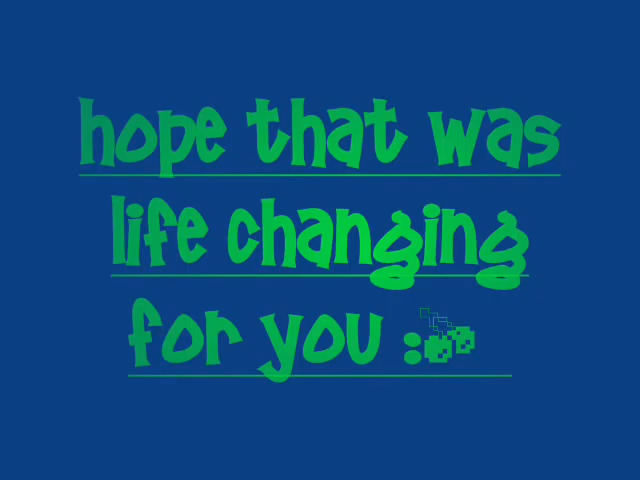 hope that was
life changing
for you :